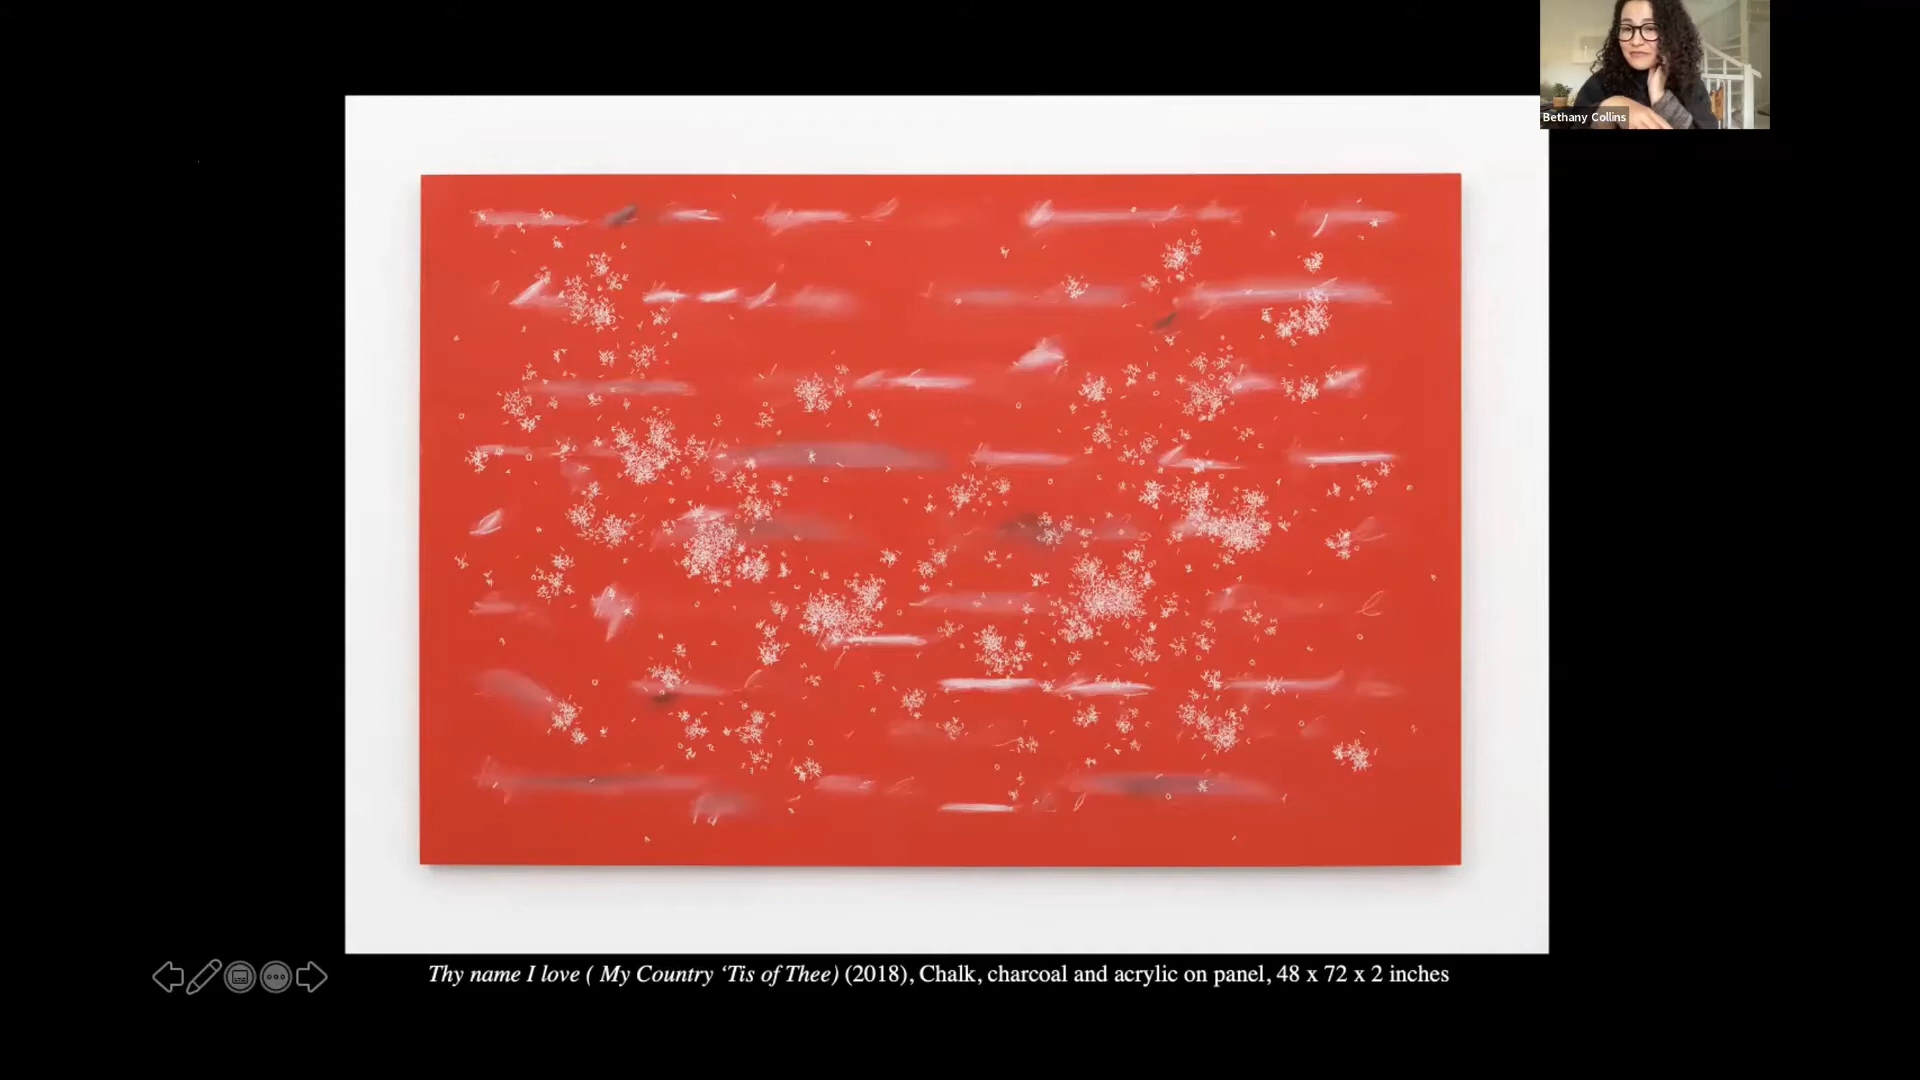 Bethany Collins
Thy name I love ( My Country ‘Tis of Thee) (2018), Chalk, charcoal and acrylic on panel, 48 x 72 x 2 inches